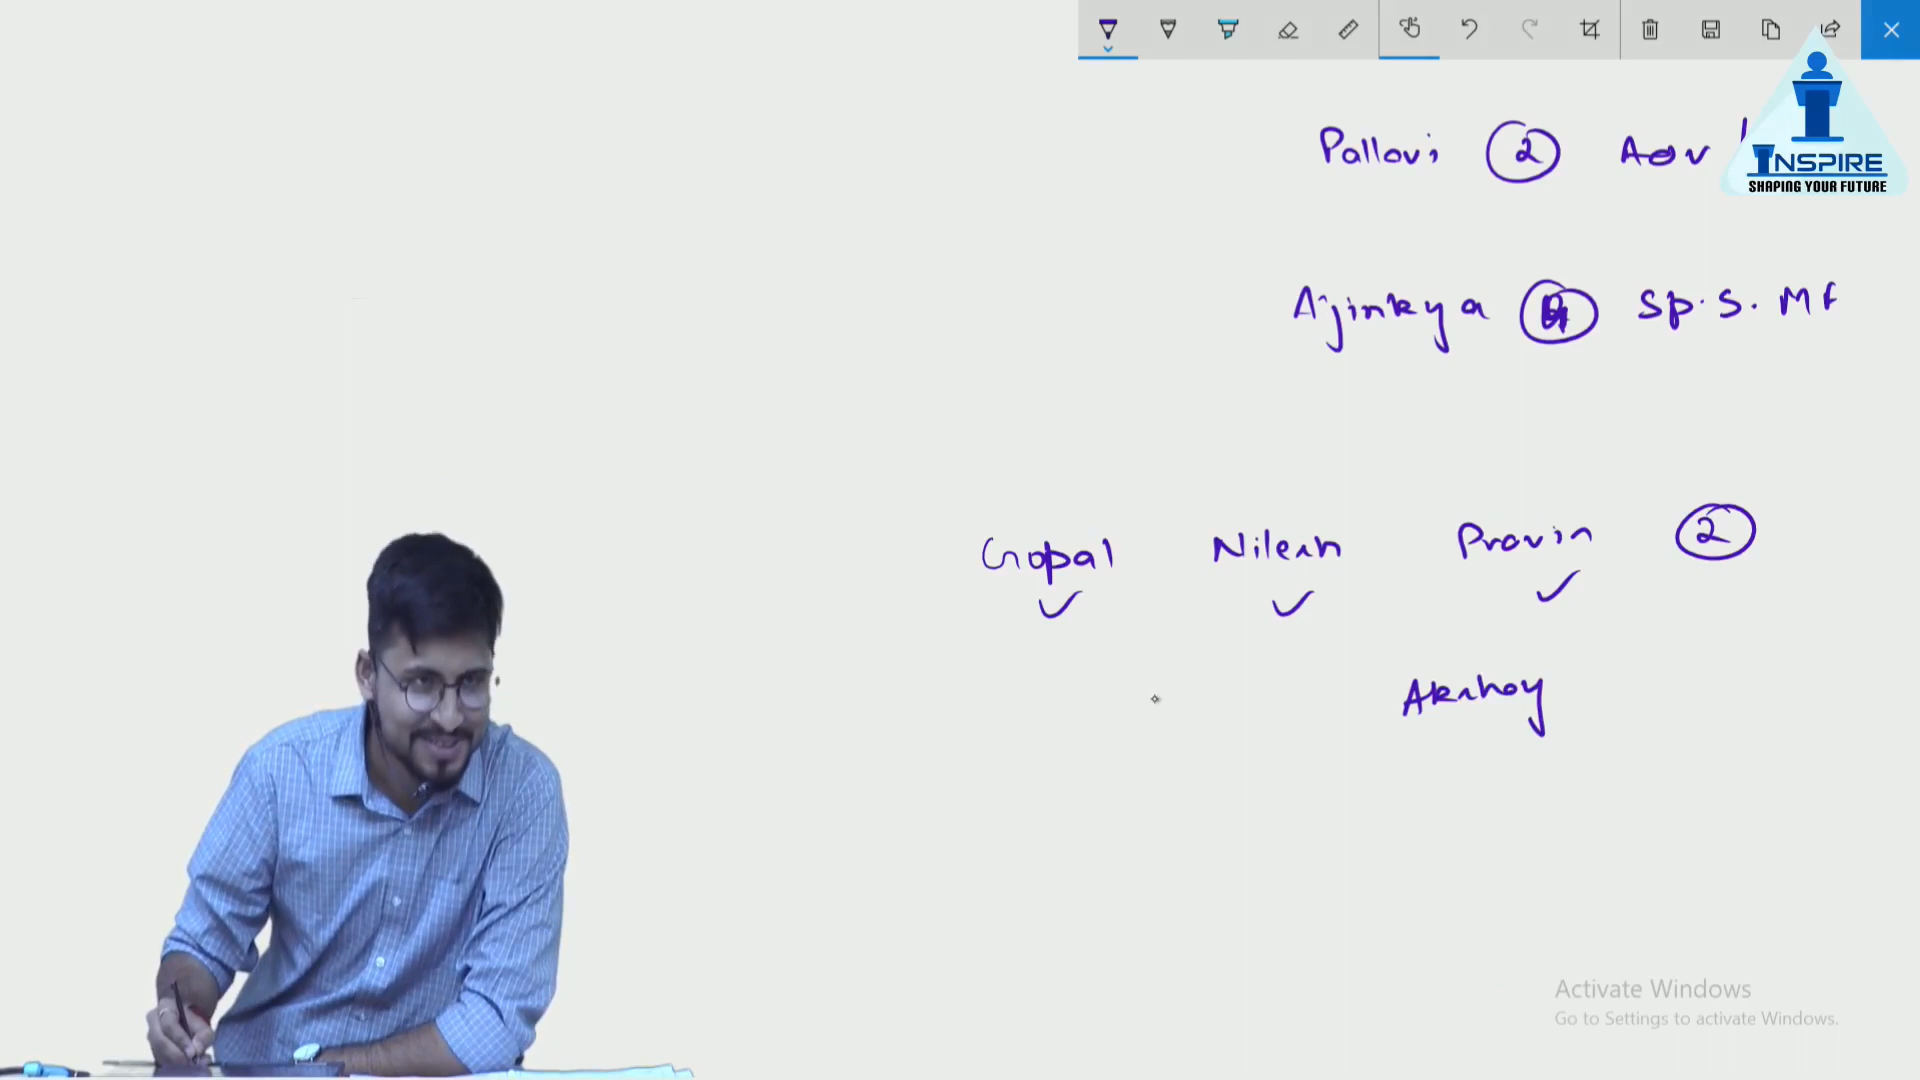 Pallavi 2 Adv
INSPIRE
SHAPING YOUR FUTURE
Ajinkya Sp. S. Mf
Gopal Nilesh Pravin 2
Akshay
Activate Windows
Go to Settings to activate Windows.